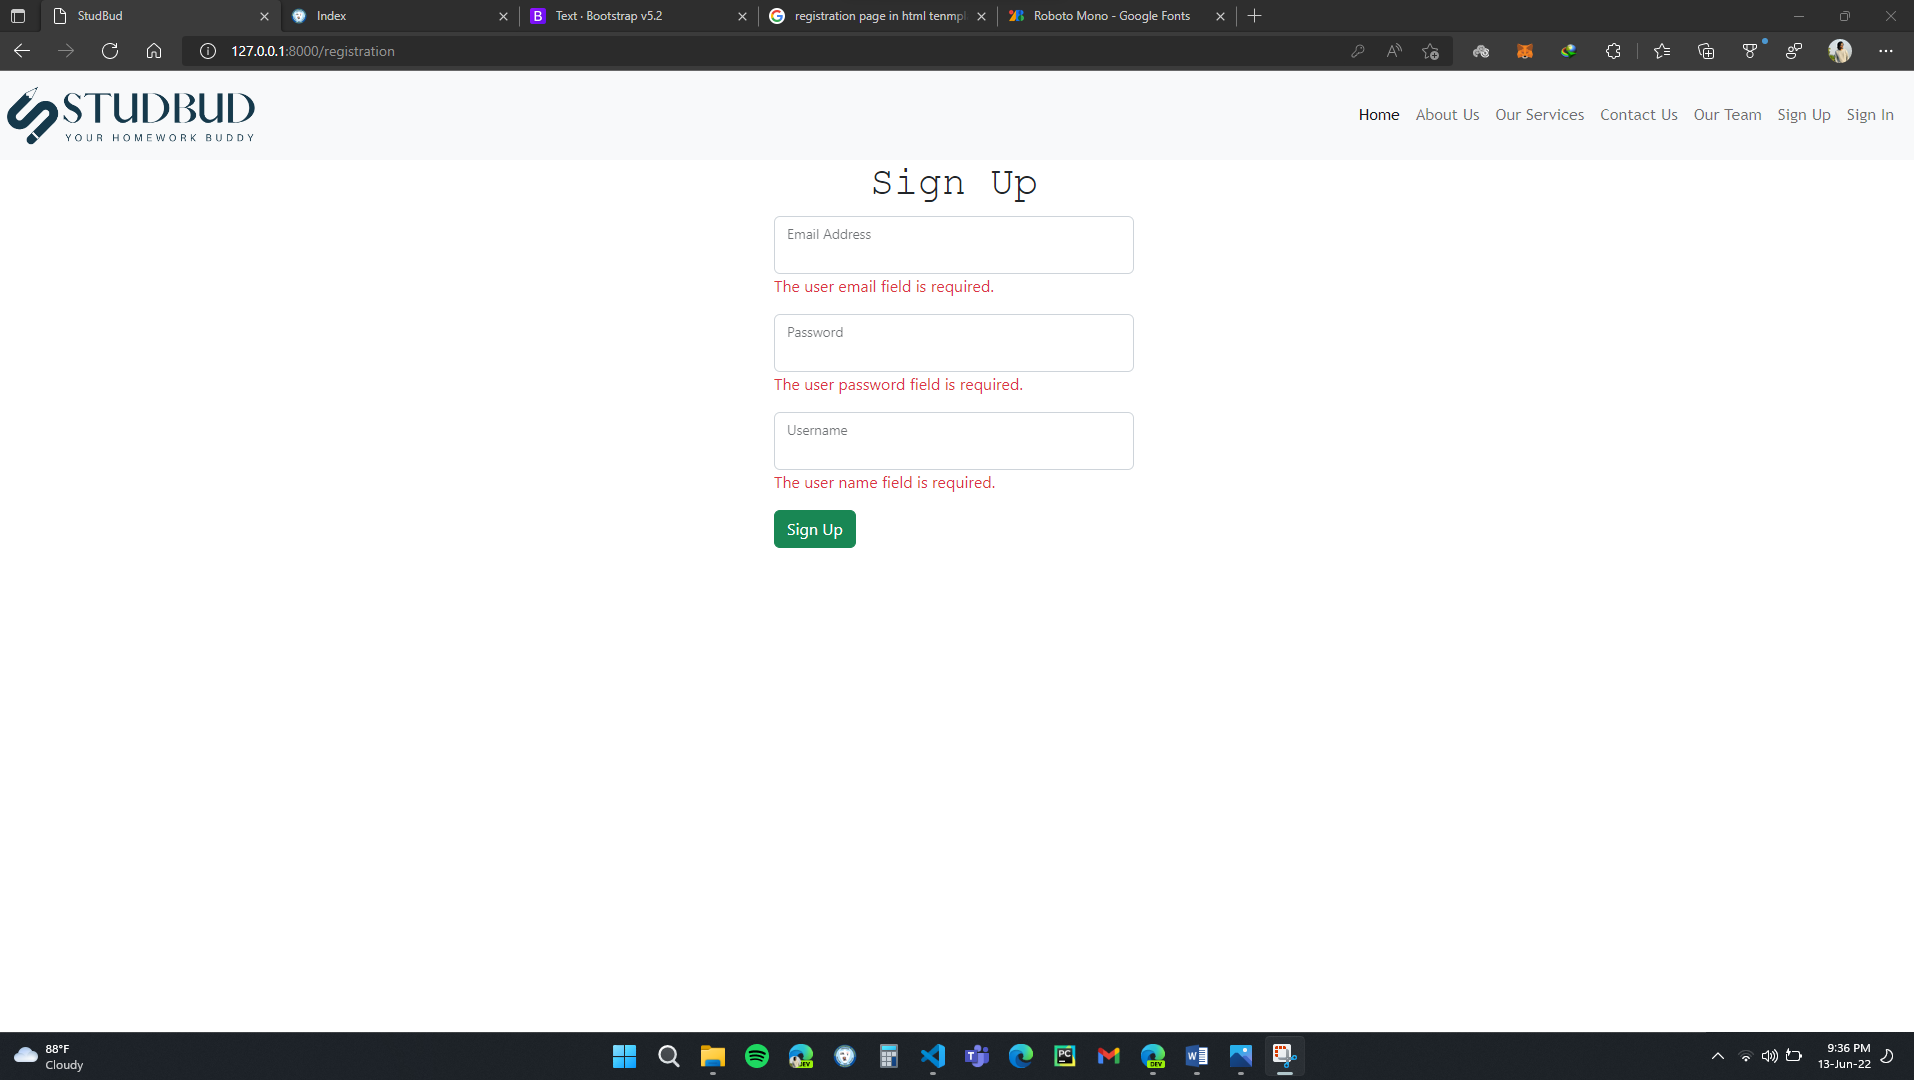 StudBud
Index
B Text · Bootstrap v5.2
registration page in html tenmpl
Roboto Mono - Google Fonts
127.0.0.1:8000/registration
STUDBUD
YOUR HOMEWORK BUDDY
Home About Us Our Services Contact Us Our Team Sign Up Sign In
Sign Up
Email Address
The user email field is required.
Password
The user password field is required.
Username
The user name field is required.
Sign Up
88°F
Cloudy
9:36 PM
13-Jun-22